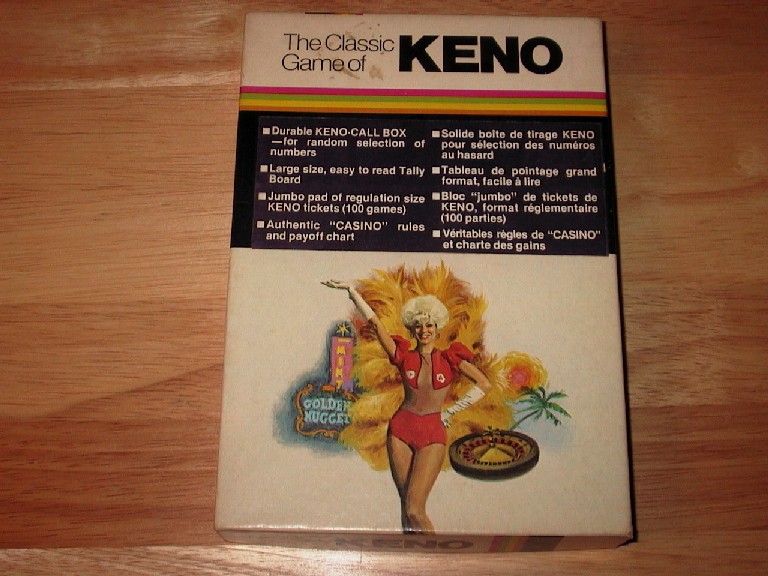 The Classic
Game of KENO
■ Durable KENO-CALL BOX
—for random selection of
numbers
■ Large size, easy to read Tally
Board
■ Jumbo pad of regulation size
KENO tickets (100 games)
■ Authentic "CASINO" rules
and payoff chart
■ Solide boîte de tirage KENO
pour sélection des numéros
au hasard
■ Tableau de pointage grand
format, facile à lire
■ Bloc "jumbo" de tickets de
KENO, format réglementaire
(100 parties)
■ Véritables règles de "CASINO"
et charte des gains
MINT
GOLDEN
NUGGET
KENO